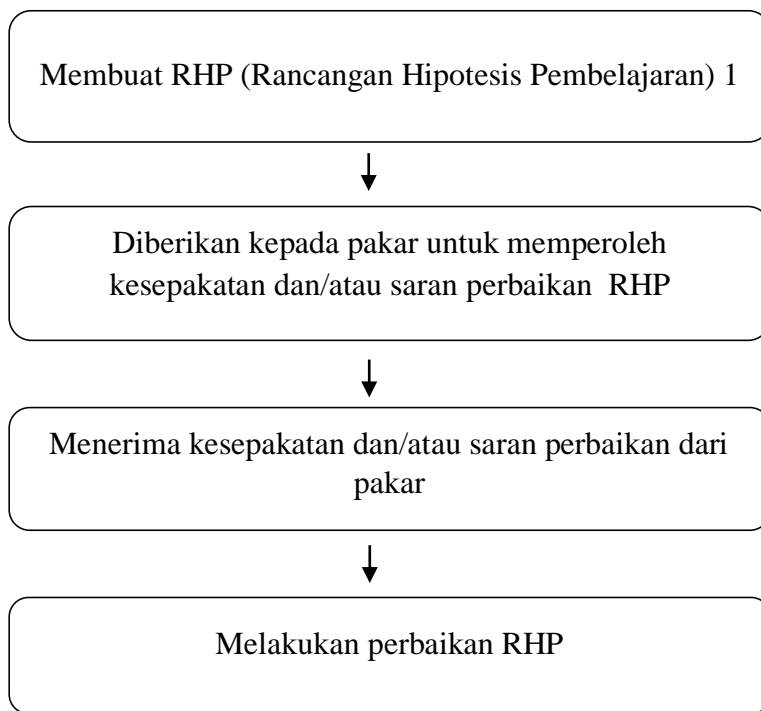 Membuat RHP (Rancangan Hipotesis Pembelajaran) 1
Diberikan kepada pakar untuk memperoleh
kesepakatan dan/atau saran perbaikan RHP
Menerima kesepakatan dan/atau saran perbaikan dari
pakar
Melakukan perbaikan RHP